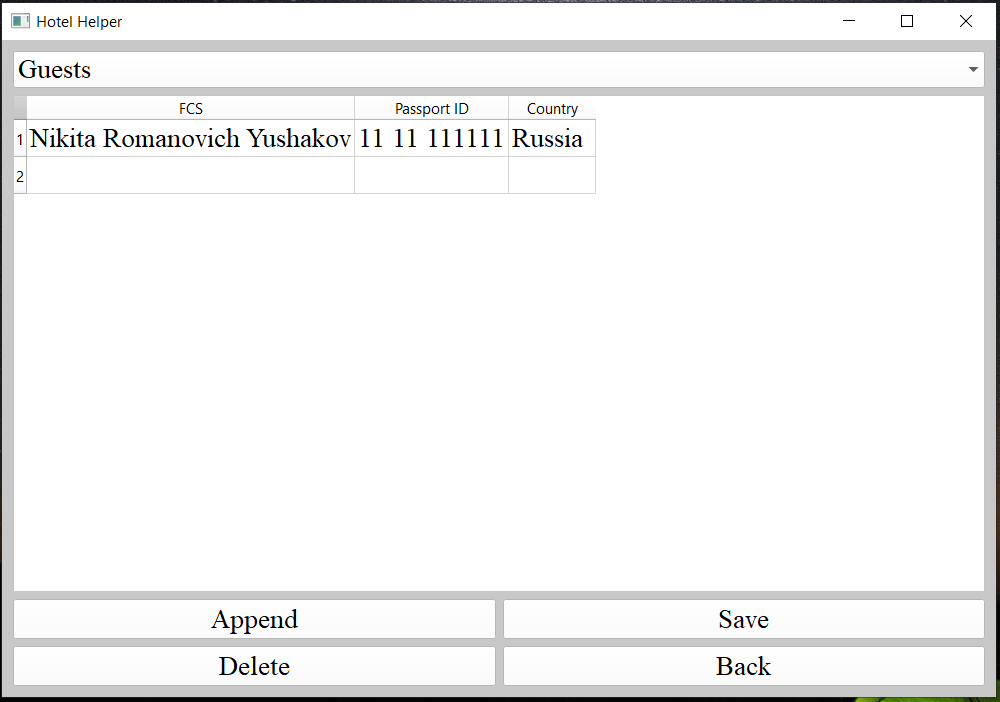 Hotel Helper
Guests
FCS Passport ID Country
1 Nikita Romanovich Yushakov 11 11 111111 Russia
2
Append Save
Delete Back